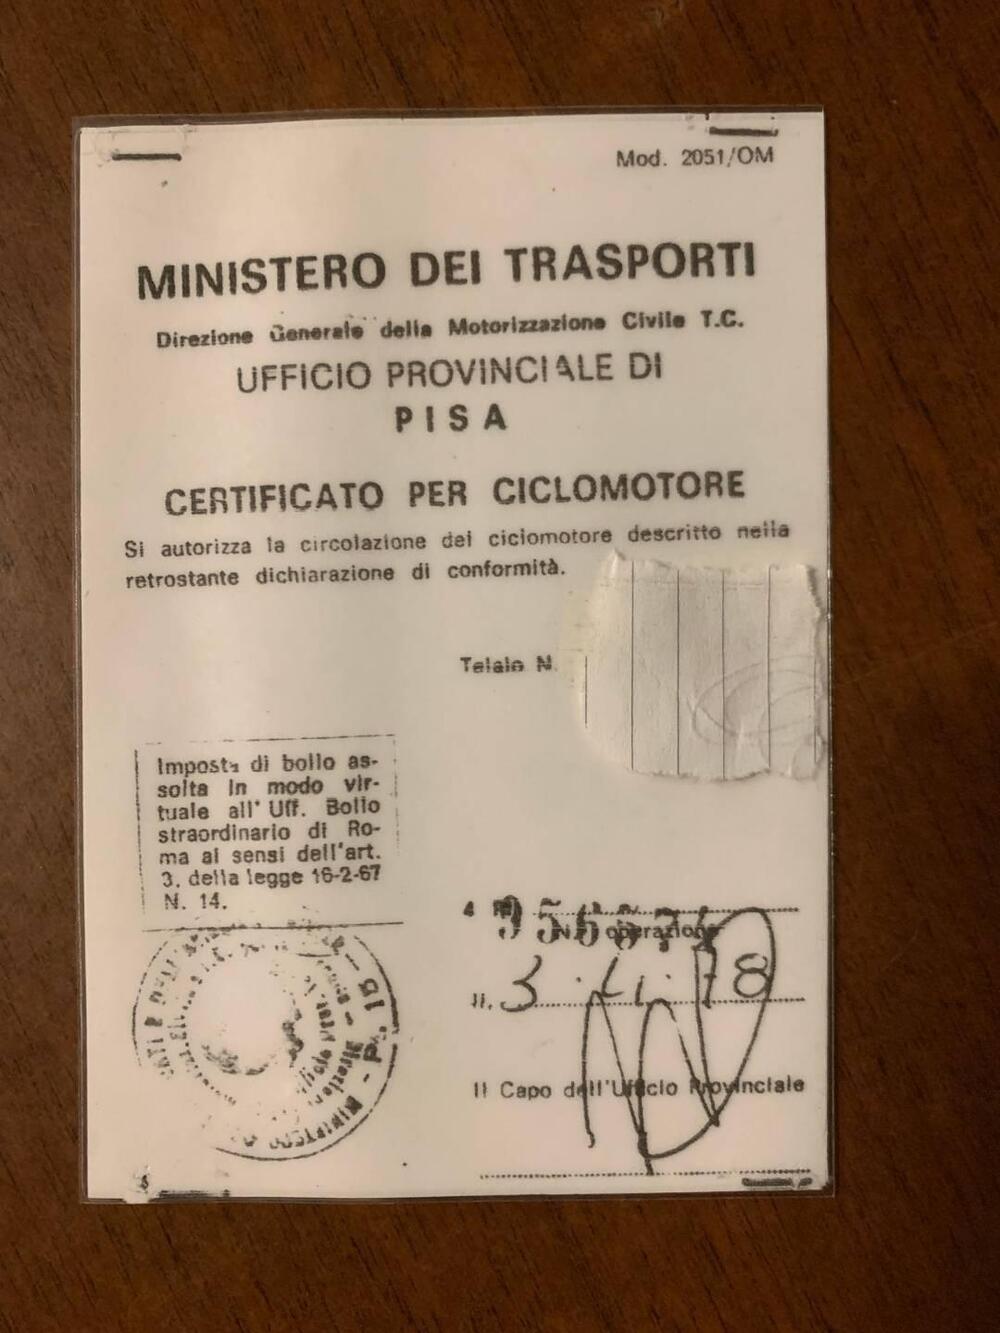 Mod. 2051/OM
MINISTERO DEI TRASPORTI
Direzione Generale della Motorizzazione Civile T.C.
UFFICIO PROVINCIALE DI
PISA
CERTIFICATO PER CICLOMOTORE
Si autorizza la circolazione del ciclomotore descritto nella
retrostante dichiarazione di conformità.
Telaio N.
Imposta di bollo as-
solta in modo vir-
tuale all' Uff. Bollo
straordinario di Ro-
ma ai sensi dell'art.
3. della legge 16-2-67
N. 14.
N. operazione
Il Capo dell'Ufficio Provinciale